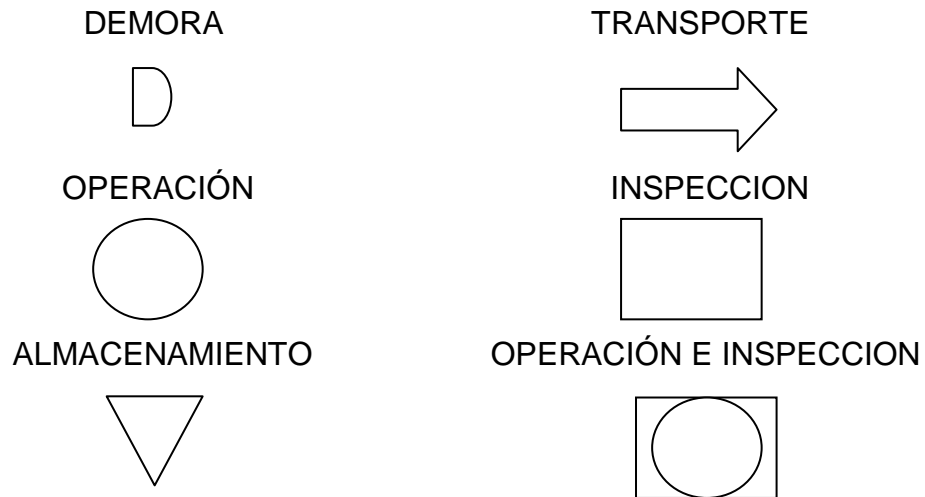 DEMORA
TRANSPORTE
OPERACIÓN
INSPECCION
ALMACENAMIENTO
OPERACIÓN E INSPECCION